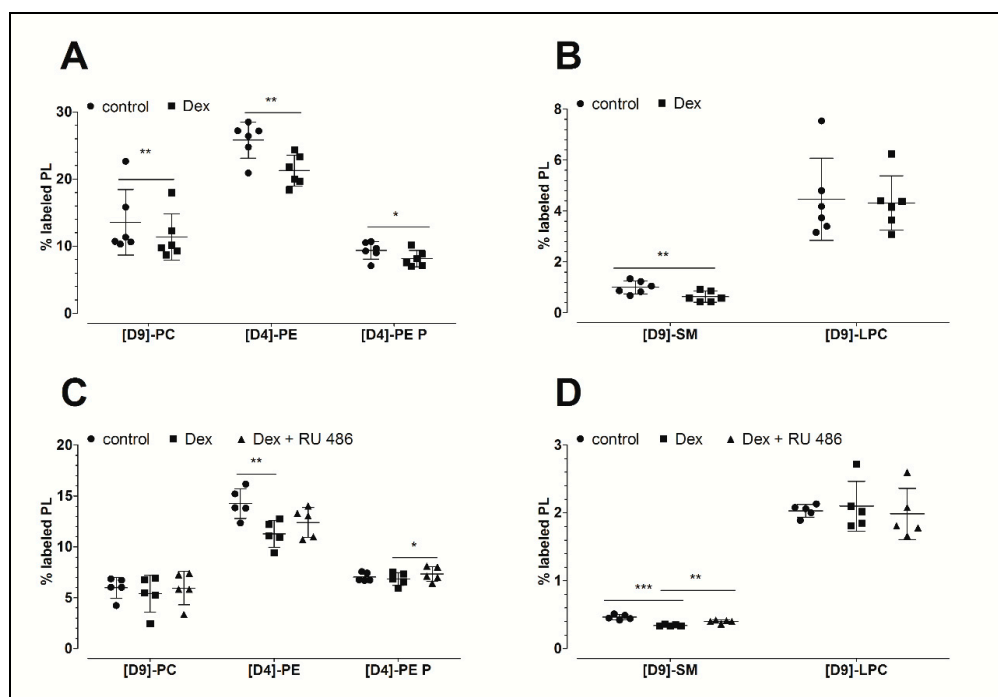 A
B
● control ■ Dex
● control ■ Dex
% labeled PL
30
20
10
0
**
**
*
[D9]-PC
[D4]-PE
[D4]-PE P
% labeled PL
8
6
4
2
0
**
[D9]-SM
[D9]-LPC
C
D
● control ■ Dex ▲ Dex + RU 486
● control ■ Dex ▲ Dex + RU 486
% labeled PL
20
15
10
5
0
**
*
[D9]-PC
[D4]-PE
[D4]-PE P
% labeled PL
3
2
1
0
***
**
[D9]-SM
[D9]-LPC